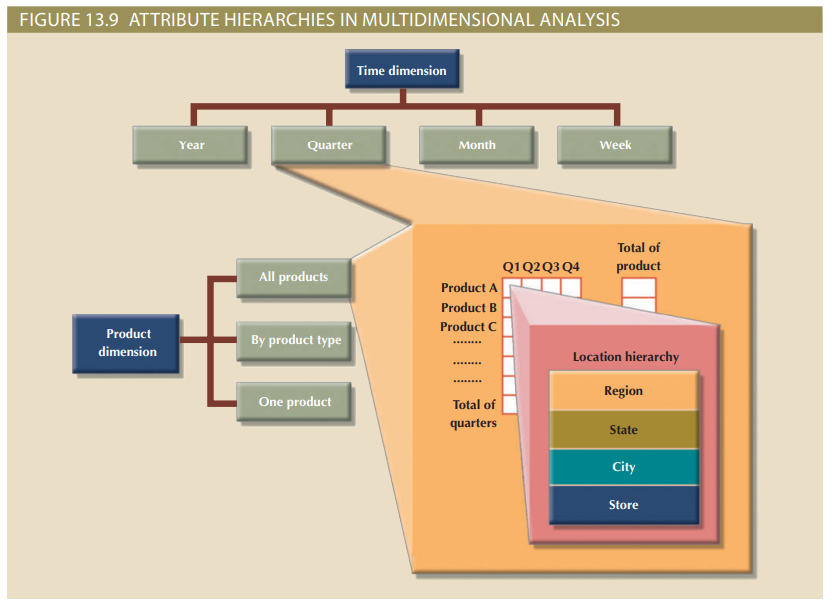 FIGURE 13.9 ATTRIBUTE HIERARCHIES IN MULTIDIMENSIONAL ANALYSIS
Time dimension
Year
Quarter
Month
Week
Product
dimension
All products
By product type
One product
Total of
product
Q1 Q2 Q3 Q4
Product A
Product B
Product C
........
........
........
Total of
quarters
Location hierarchy
Region
State
City
Store